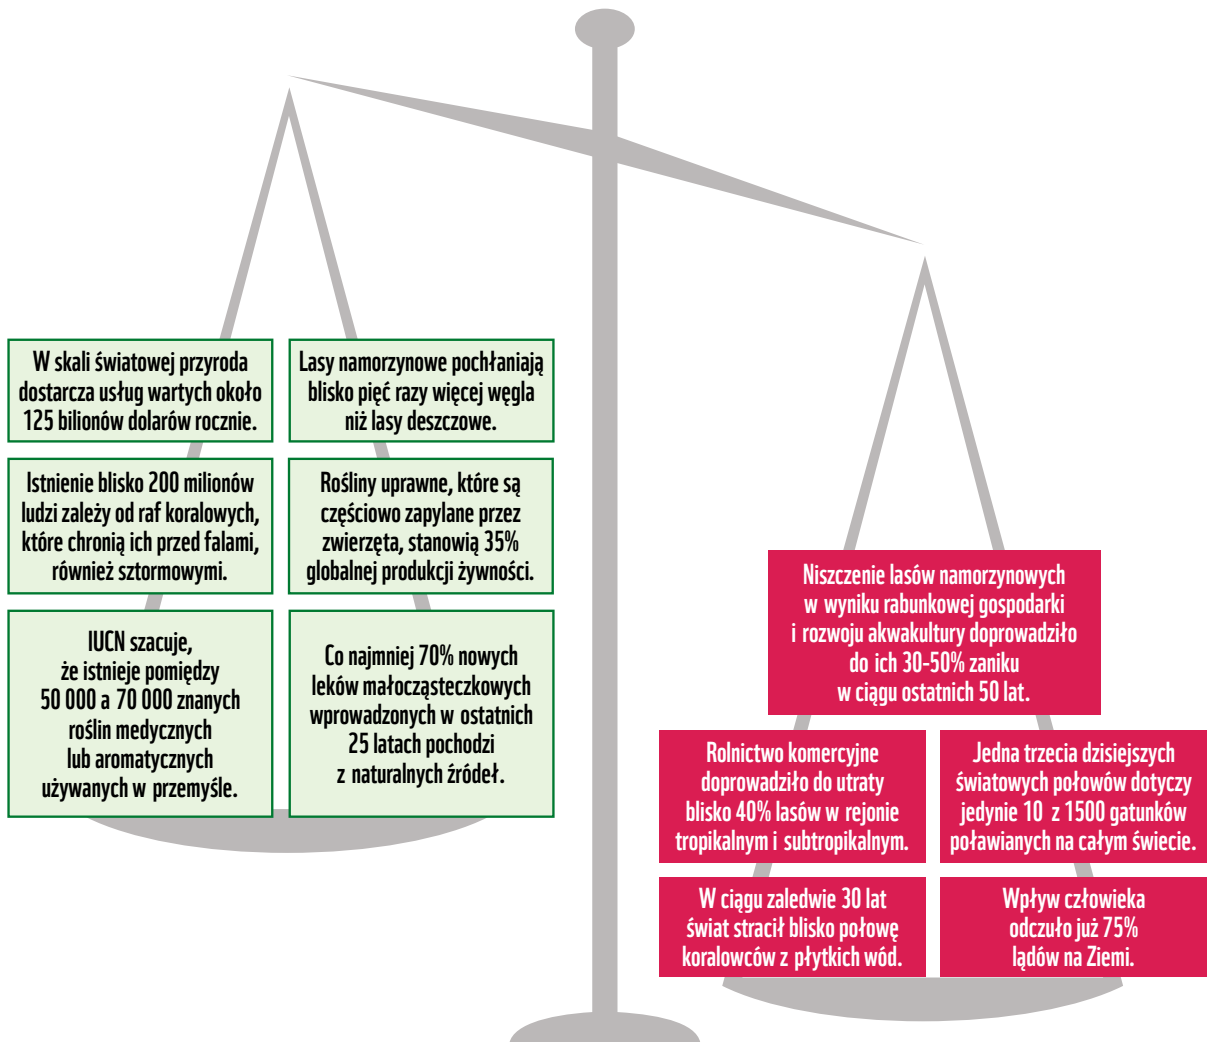 W skali światowej przyroda
dostarcza usług wartych około
125 bilionów dolarów rocznie.
Lasy namorzynowe pochłaniają
blisko pięć razy więcej węgla
niż lasy deszczowe.
Istnienie blisko 200 milionów
ludzi zależy od raf koralowych,
które chronią ich przed falami,
również sztormowymi.
Rośliny uprawne, które są
częściowo zapylane przez
zwierzęta, stanowią 35%
globalnej produkcji żywności.
IUCN szacuje,
że istnieje pomiędzy
50 000 a 70 000 znanych
roślin medycznych
lub aromatycznych
używanych w przemyśle.
Co najmniej 70% nowych
leków małocząsteczkowych
wprowadzonych w ostatnich
25 latach pochodzi
z naturalnych źródeł.
Niszczenie lasów namorzynowych
w wyniku rabunkowej gospodarki
i rozwoju akwakultury doprowadziło
do ich 30-50% zaniku
w ciągu ostatnich 50 lat.
Rolnictwo komercyjne
doprowadziło do utraty
blisko 40% lasów w rejonie
tropikalnym i subtropikalnym.
Jedna trzecia dzisiejszych
światowych połowów dotyczy
jedynie 10 z 1500 gatunków
poławianych na całym świecie.
W ciągu zaledwie 30 lat
świat stracił blisko połowę
koralowców z płytkich wód.
Wpływ człowieka
odczuło już 75%
lądów na Ziemi.